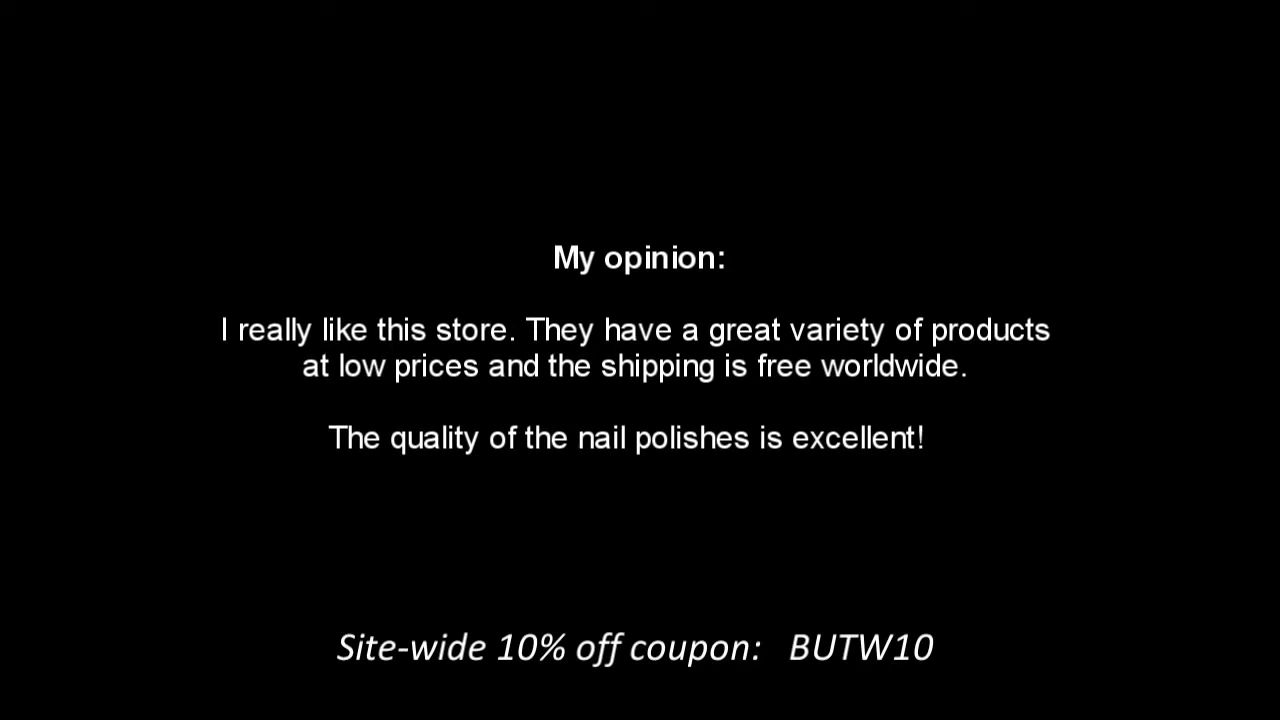 My opinion:
I really like this store. They have a great variety of products
at low prices and the shipping is free worldwide.
The quality of the nail polishes is excellent!
Site-wide 10% off coupon: BUTW10